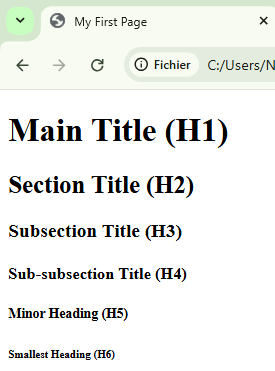 My First Page
Fichier
C:/Users/N
Main Title (H1)
Section Title (H2)
Subsection Title (H3)
Sub-subsection Title (H4)
Minor Heading (H5)
Smallest Heading (H6)